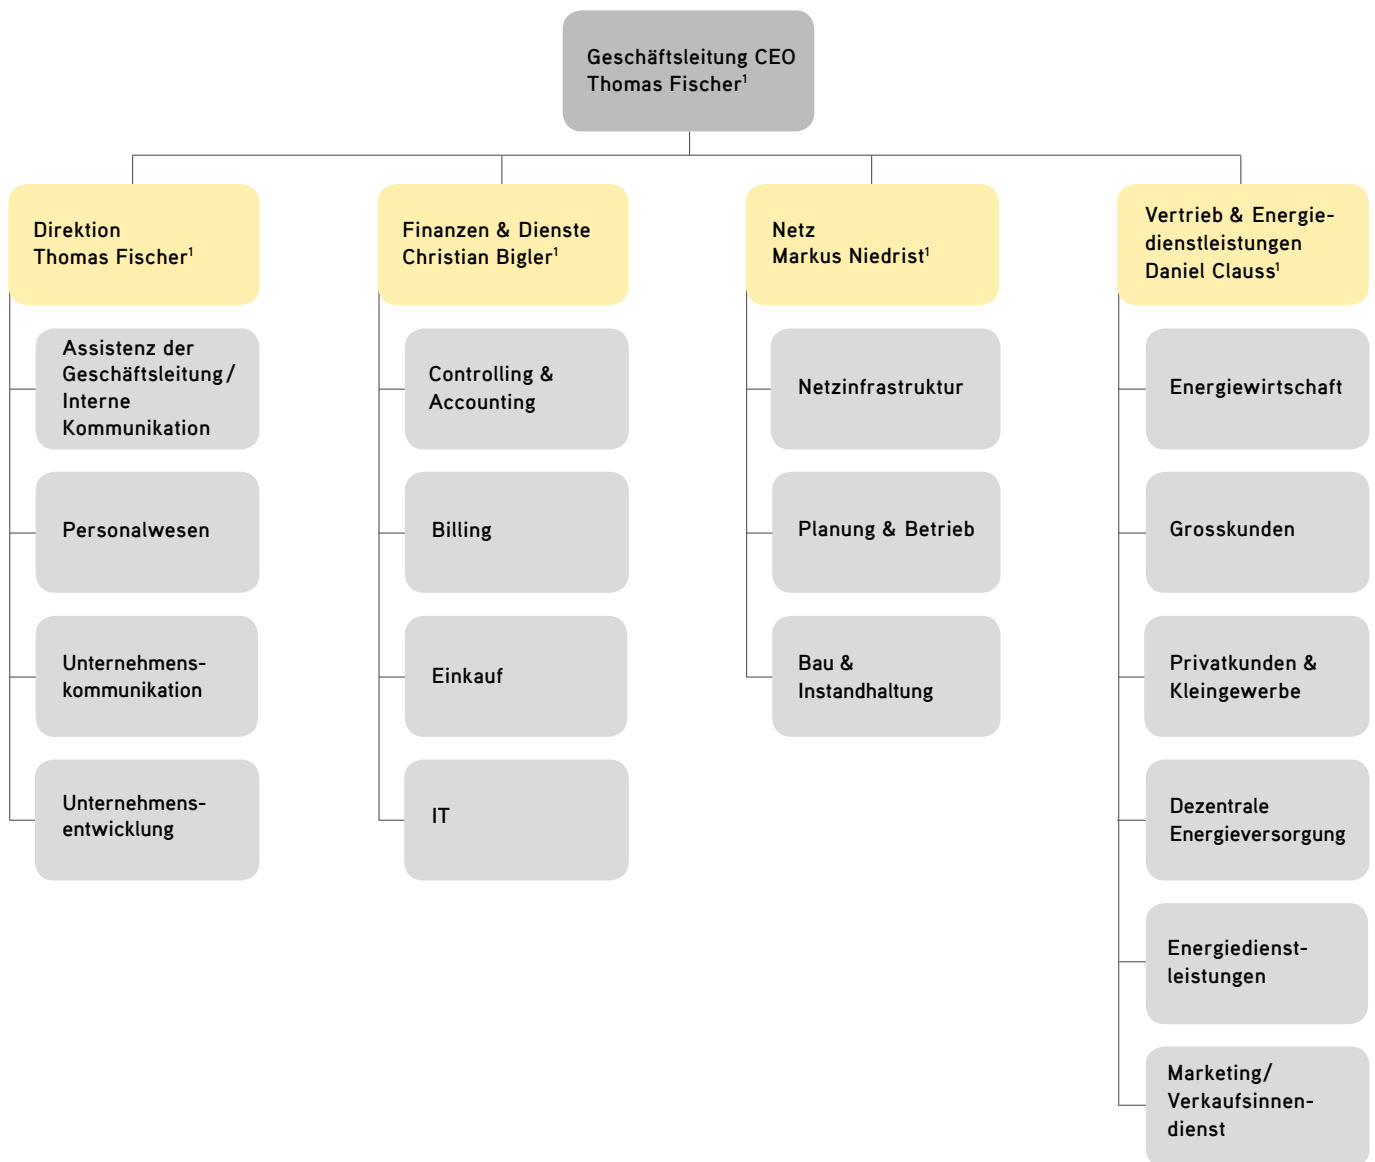 Geschäftsleitung CEO
Thomas Fischer¹
Direktion
Thomas Fischer¹
Assistenz der
Geschäftsleitung/
Interne
Kommunikation
Personalwesen
Unternehmens-
kommunikation
Unternehmens-
entwicklung
Finanzen & Dienste
Christian Bigler¹
Controlling &
Accounting
Billing
Einkauf
IT
Netz
Markus Niedrist¹
Netzinfrastruktur
Planung & Betrieb
Bau &
Instandhaltung
Vertrieb & Energie-
dienstleistungen
Daniel Clauss¹
Energiewirtschaft
Grosskunden
Privatkunden &
Kleingewerbe
Dezentrale
Energieversorgung
Energiedienst-
leistungen
Marketing/
Verkaufsinnen-
dienst